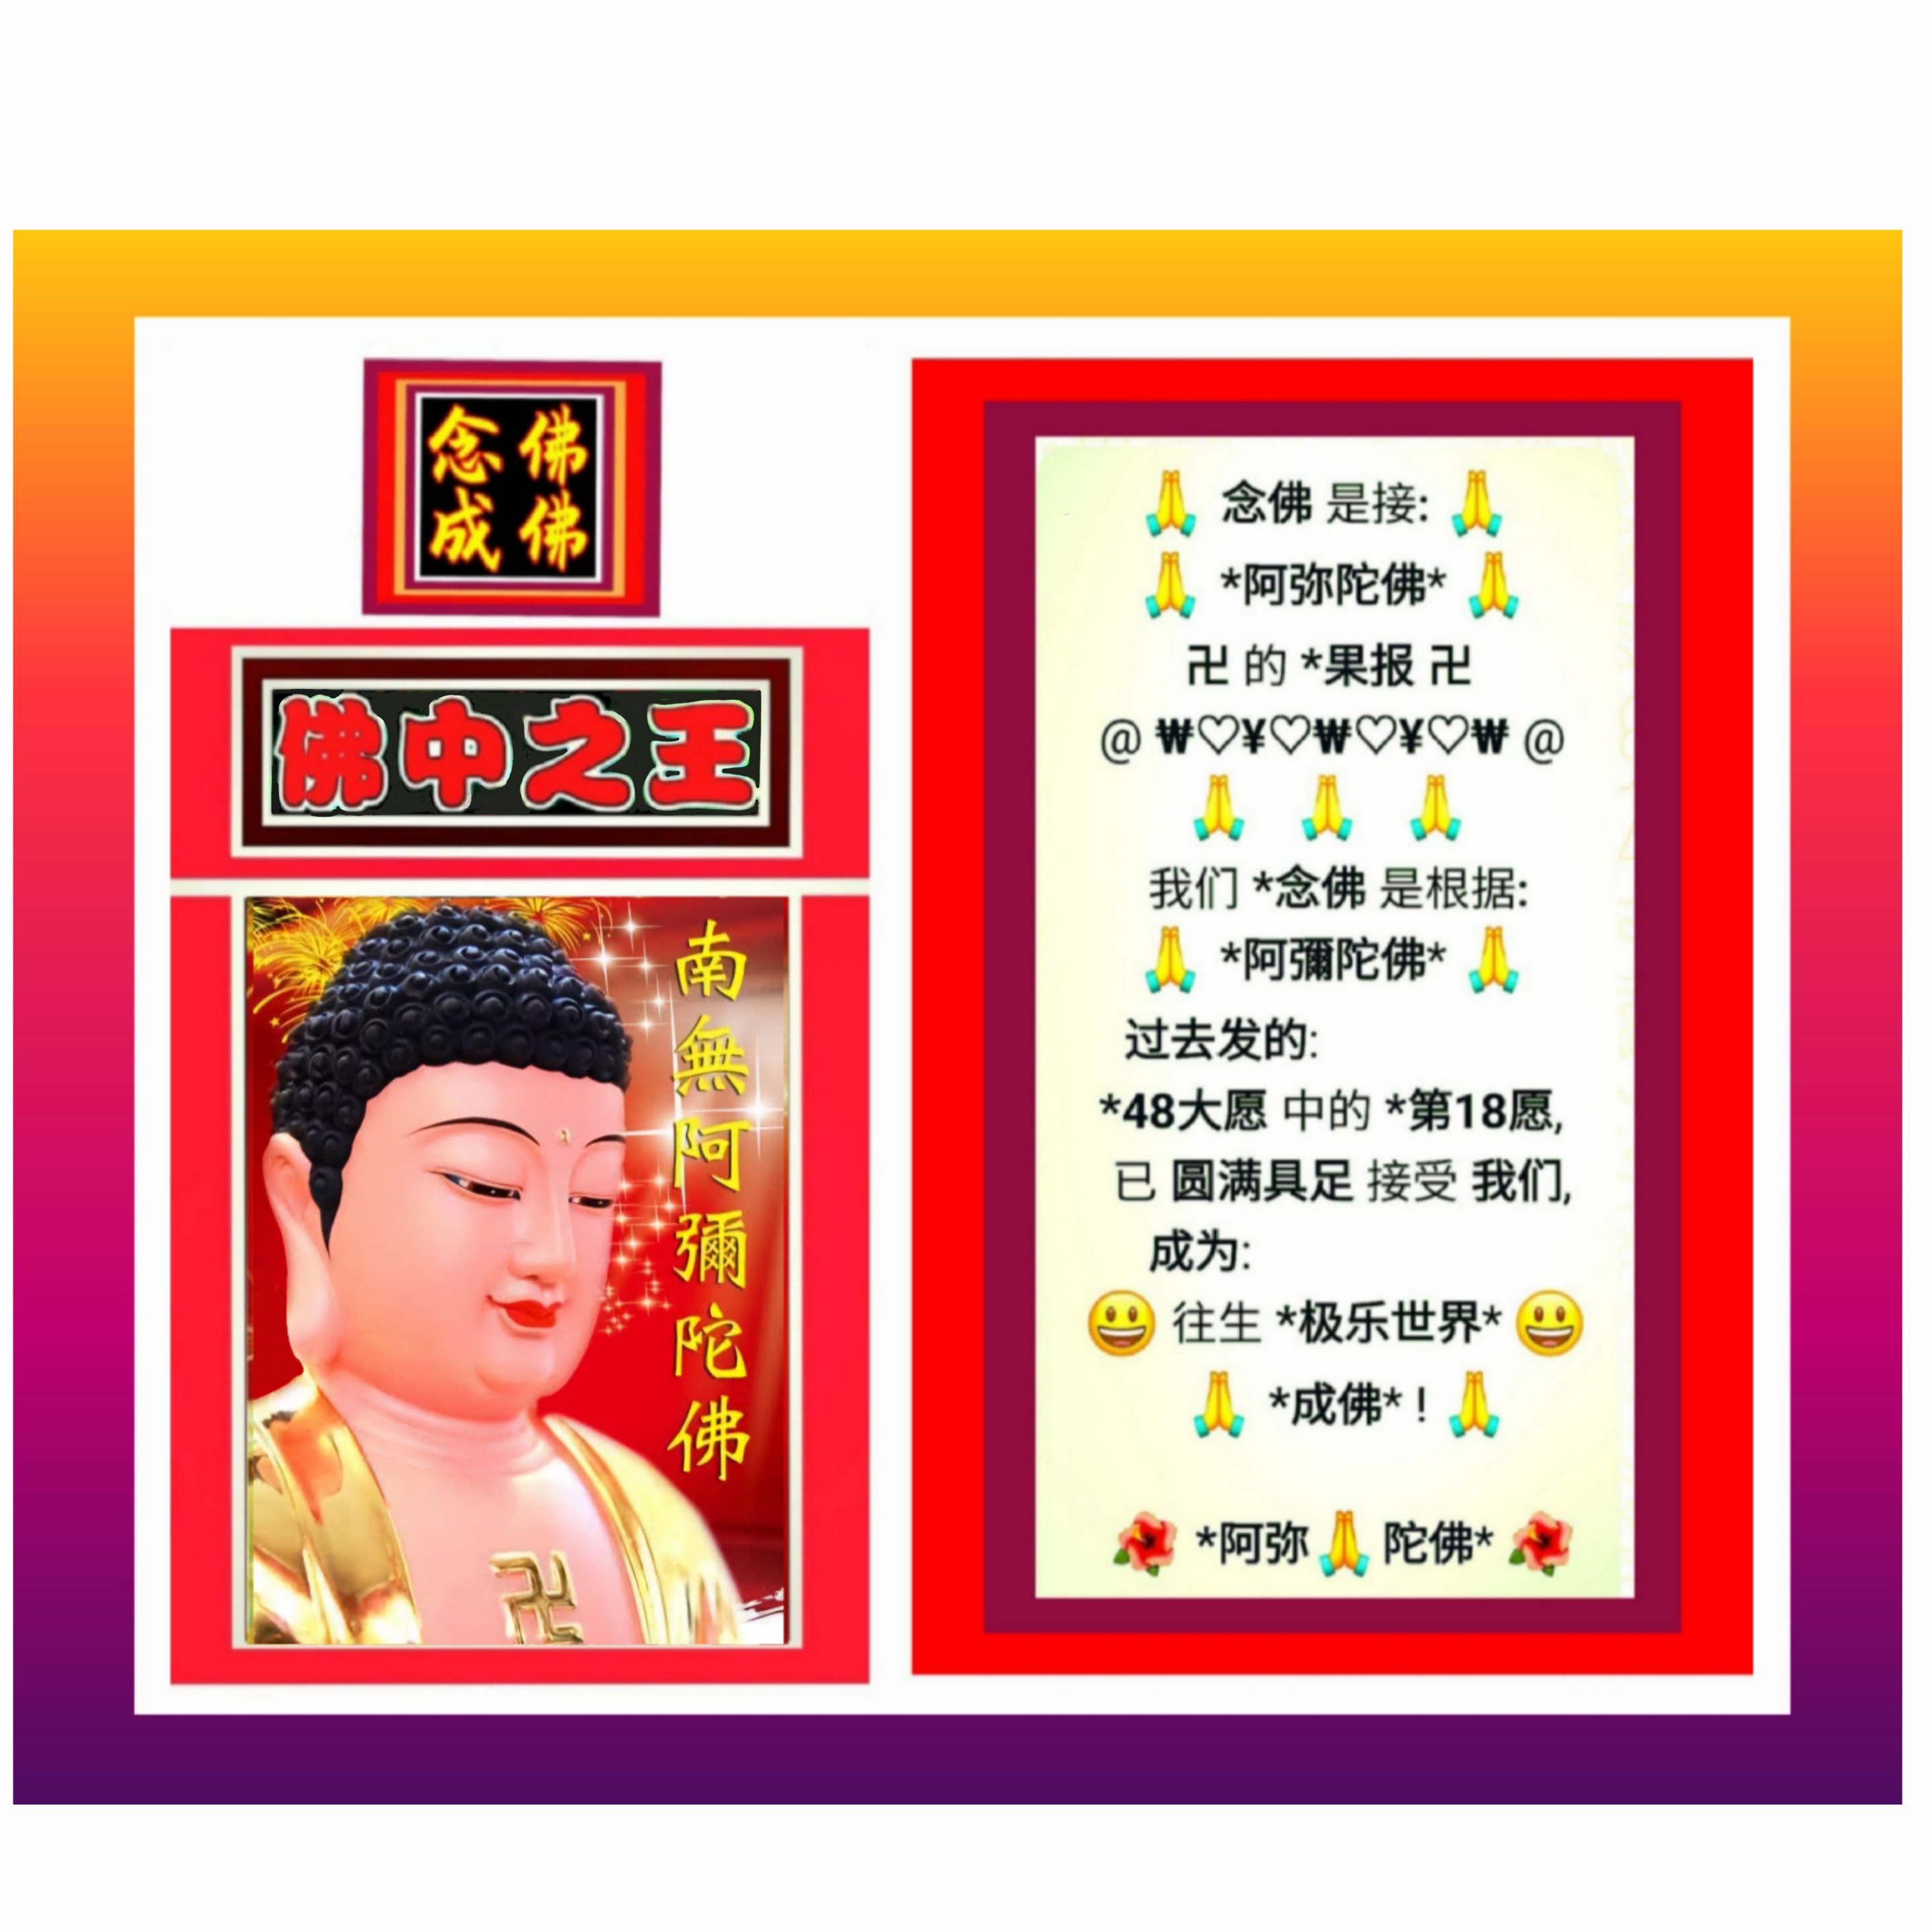 念佛
成佛
佛中之王
南無阿彌陀佛
🙏 念佛 是接: 🙏
🙏 *阿弥陀佛* 🙏
卍 的 *果报 卍
@ ₩♡¥♡₩♡¥♡₩ @
🙏 🙏 🙏
我们 *念佛 是根据:
🙏 *阿彌陀佛* 🙏
过去发的:
*48大愿 中的 *第18愿,
已 圆满具足 接受 我们,
成为:
😃 往生 *极乐世界* 😃
🙏 *成佛* ! 🙏
🌺 *阿弥🙏陀佛* 🌺